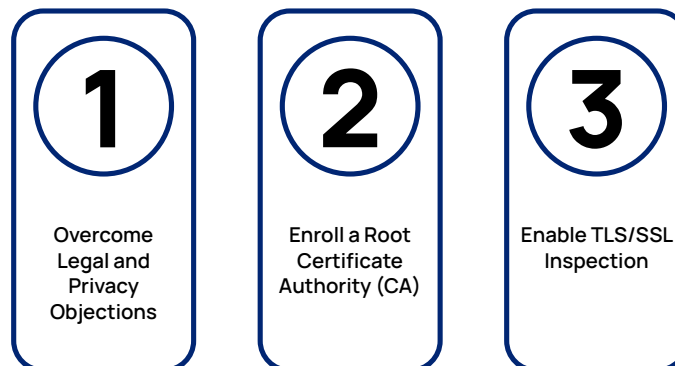 1
Overcome
Legal and
Privacy
Objections
2
Enroll a Root
Certificate
Authority (CA)
3
Enable TLS/SSL
Inspection